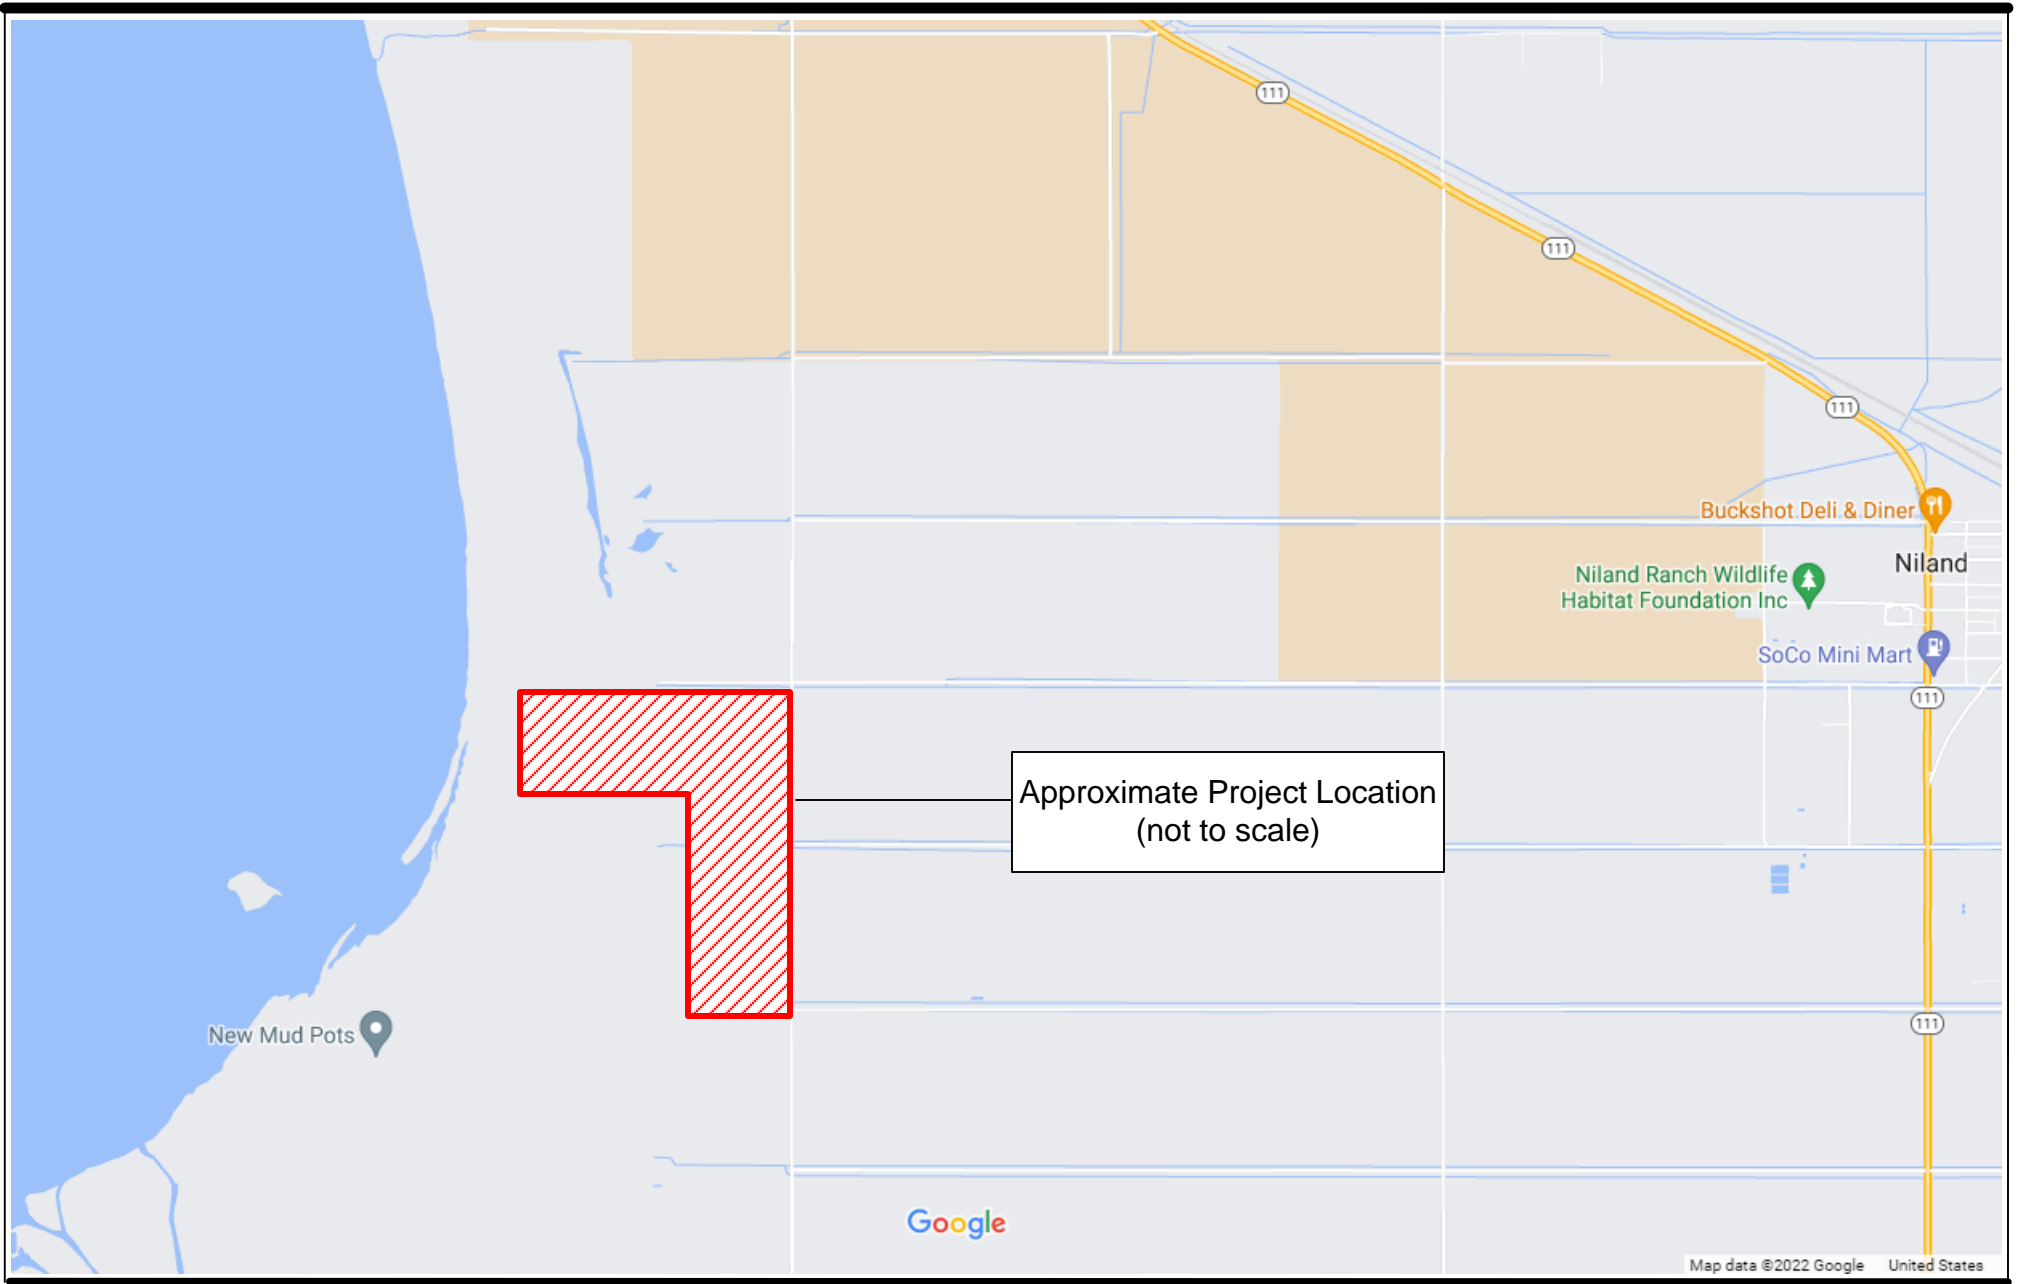 111
111
111
Buckshot Deli & Diner
Niland
Niland Ranch Wildlife
Habitat Foundation Inc
SoCo Mini Mart
111
Approximate Project Location
(not to scale)
New Mud Pots
111
Google
Map data ©2022 Google United States